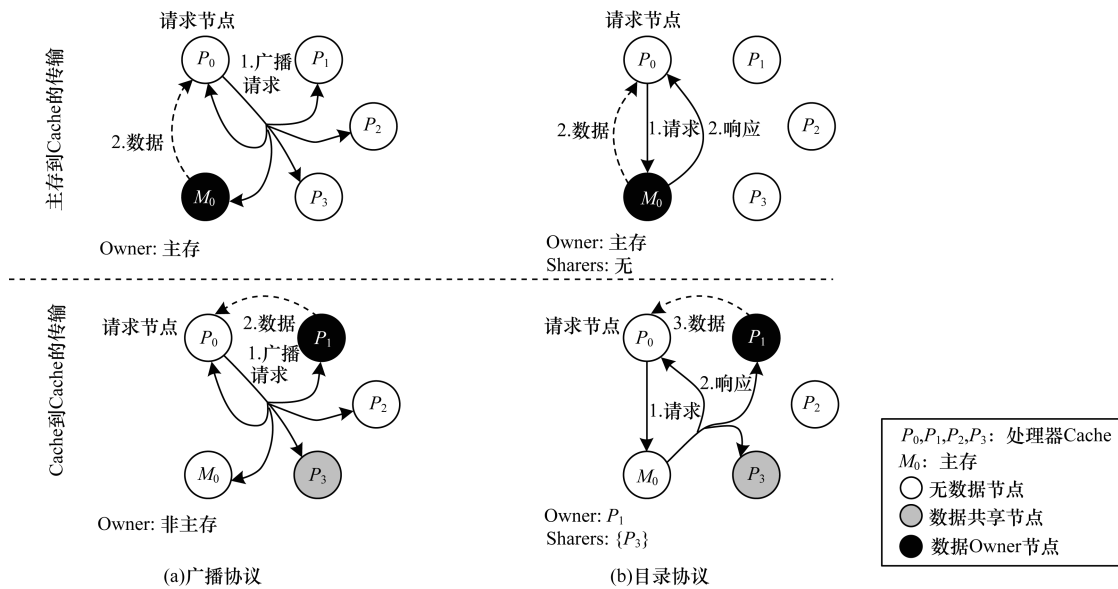 主存到Cache的传输
请求节点
P0
1.广播
请求
P1
P2
P3
2.数据
M0
Owner: 主存
请求节点
P0
P1
P2
P3
2.数据
1.请求
2.响应
M0
Owner: 主存
Sharers: 无
Cache到Cache的传输
请求节点
P0
2.数据
1.广播
请求
P1
P2
M0
P3
Owner: 非主存
(a)广播协议
请求节点
P0
3.数据
P1
2.响应
1.请求
P2
M0
P3
Owner: P1
Sharers: {P3}
(b)目录协议
P0,P1,P2,P3: 处理器Cache
M0: 主存
无数据节点
数据共享节点
数据Owner节点